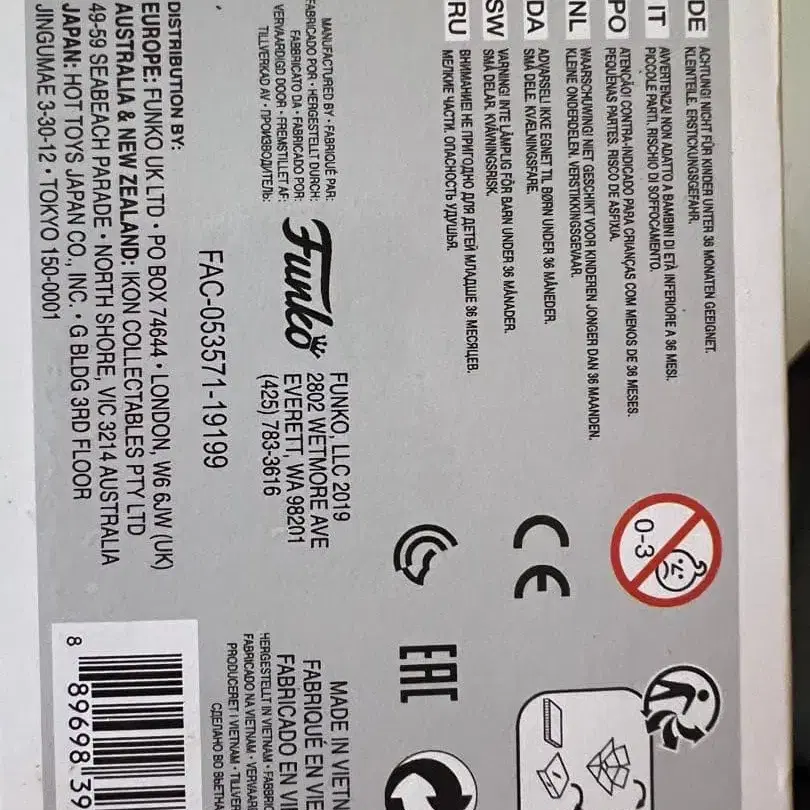 DE ACHTUNG! NICHT FÜR KINDER UNTER 36 MONATEN GEEIGNET.
KLEINTEILE. ERSTICKUNGSGEFAHR.
IT AVVERTENZA! NON ADATTO A BAMBINI DI ETÀ INFERIORE A 36 MESI.
PICCOLE PARTI. RISCHIO DI SOFFOCAMENTO.
PO ATENÇÃO! CONTRA-INDICADO PARA CRIANÇAS COM MENOS DE 36 MESES.
PEQUENAS PARTES. RISCO DE ASFIXIA.
NL WAARSCHUWING! NIET GESCHIKT VOOR KINDEREN JONGER DAN 36 MAANDEN.
KLEINE ONDERDELEN. VERSTIKKINGSGEVAAR.
DA ADVARSEL! IKKE EGNET TIL BØRN UNDER 36 MÅNEDER.
SMÅ DELE. KVÆLNINGSFARE.
SW VARNING! INTE LÄMPLIG FÖR BARN UNDER 36 MÅNADER.
SMÅ DELAR. KVÄVNINGSRISK.
RU ВНИМАНИЕ! НЕ ПРИГОДНО ДЛЯ ДЕТЕЙ МЛАДШЕ 36 МЕСЯЦЕВ.
МЕЛКИЕ ЧАСТИ. ОПАСНОСТЬ УДУШЬЯ.
0-3
CE
EAC
MANUFACTURED BY • FABRIQUÉ PAR:
FABRICADO POR • HERGESTELLT DURCH:
FABBRICATO DA • FABRICADO POR:
VERVAARDIGD DOOR • FREMSTILLET AF:
TILLVERKAD AV • ПРОИЗВОДИТЕЛЬ:
Funko
FUNKO, LLC 2019
2802 WETMORE AVE
EVERETT, WA 98201
(425) 783-3616
FAC-053571-19199
MADE IN VIETN
FABRIQUÉ EN VIE
FABRICADO EN VI
HERGESTELLT IN VIETNAM • FABBRIC
FABRICADO NA VIETNAM • VERVAAR
PRODUCERET I VIETNAM • TILLVER
СДЕЛАНО ВО ВЬЕТНА
DISTRIBUTION BY:
EUROPE: FUNKO UK LTD • PO BOX 74644 • LONDON, W6 6JW (UK)
AUSTRALIA & NEW ZEALAND: IKON COLLECTABLES PTY LTD
49-59 SEABEACH PARADE • NORTH SHORE, VIC 3214 AUSTRALIA
JAPAN: HOT TOYS JAPAN CO., INC. • G BLDG 3RD FLOOR
JINGUMAE 3-30-12 • TOKYO 150-0001
8 89698 39